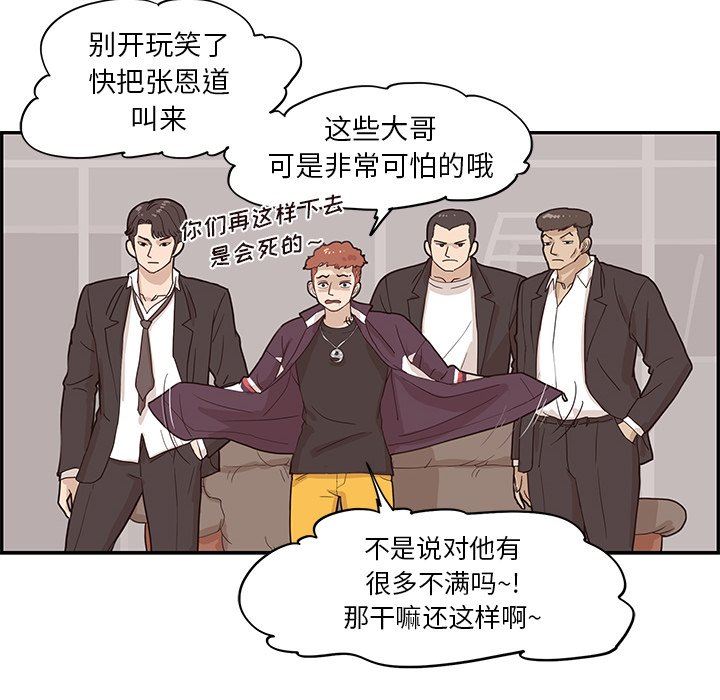 别开玩笑了
快把张恩道
叫来
这些大哥
可是非常可怕的哦
你们再这样下去
是会死的~
不是说对他有
很多不满吗~!
那干嘛还这样啊~